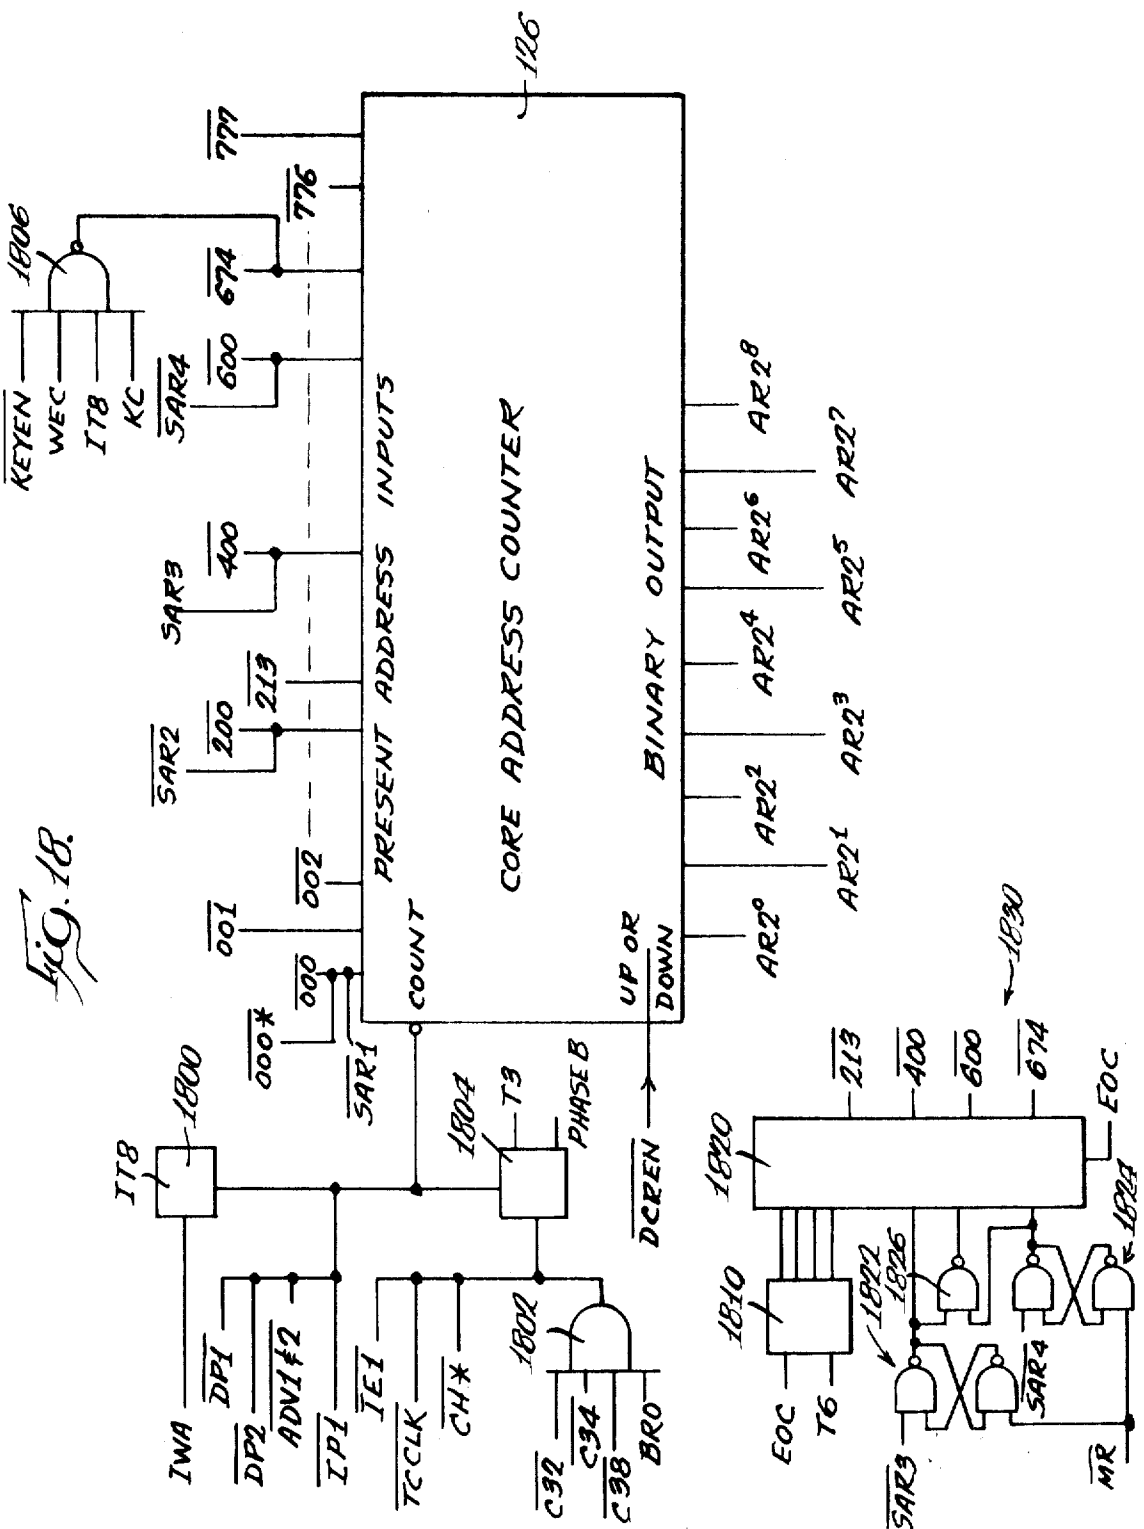 Fig. 18.
IWA
IT8
1800
DP1
DP2
ADV1≠2
IP1
IE1
TCCLK
CH*
C32
C34
C38
BRO
1802
1804
T3
PHASE B
DCREN
000*
SAR1
000
001
002
SAR2
200
213
SAR3
400
SAR4
600
674
776
777
KEYEN
WEC
IT8
KC
1806
126
COUNT
PRESENT ADDRESS INPUTS
CORE ADDRESS COUNTER
UP OR
DOWN
BINARY OUTPUT
AR2⁰
AR2¹
AR2²
AR2³
AR2⁴
AR2⁵
AR2⁶
AR2⁷
AR2⁸
1830
EOC
T6
1810
1820
213
400
600
674
EOC
SAR3
1822
1826
SAR4
1824
MR